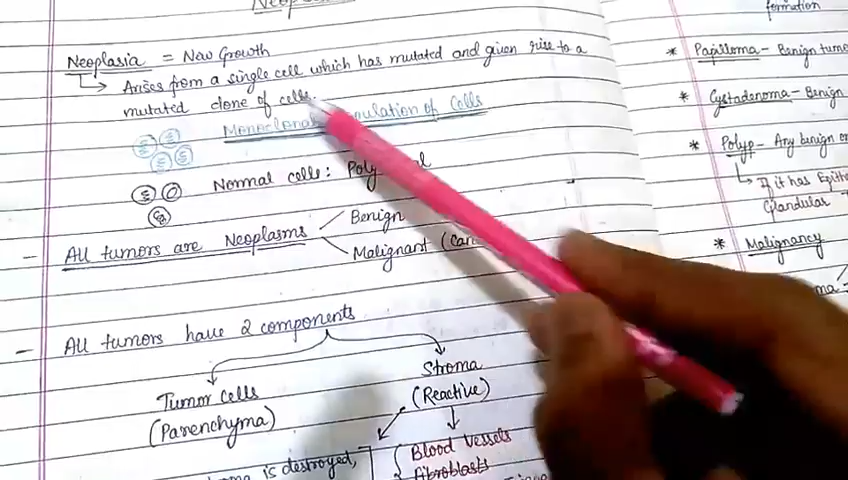 Neoplasia = New Growth
Arises from a single cell which has mutated and given rise to a
mutated clone of cells.
Monoclonal population of Cells
Normal cells:
All tumors are Neoplasms
Benign
Malignant
All tumors have 2 components
Tumor Cells
(Parenchyma)
Stroma
(Reactive)
is destroyed,
Blood Vessels
Fibroblasts
formation
* Papilloma - Benign
* Cystadenoma - Benign
* Polyp - Any benign
If it has
Glandular
* Malignancy